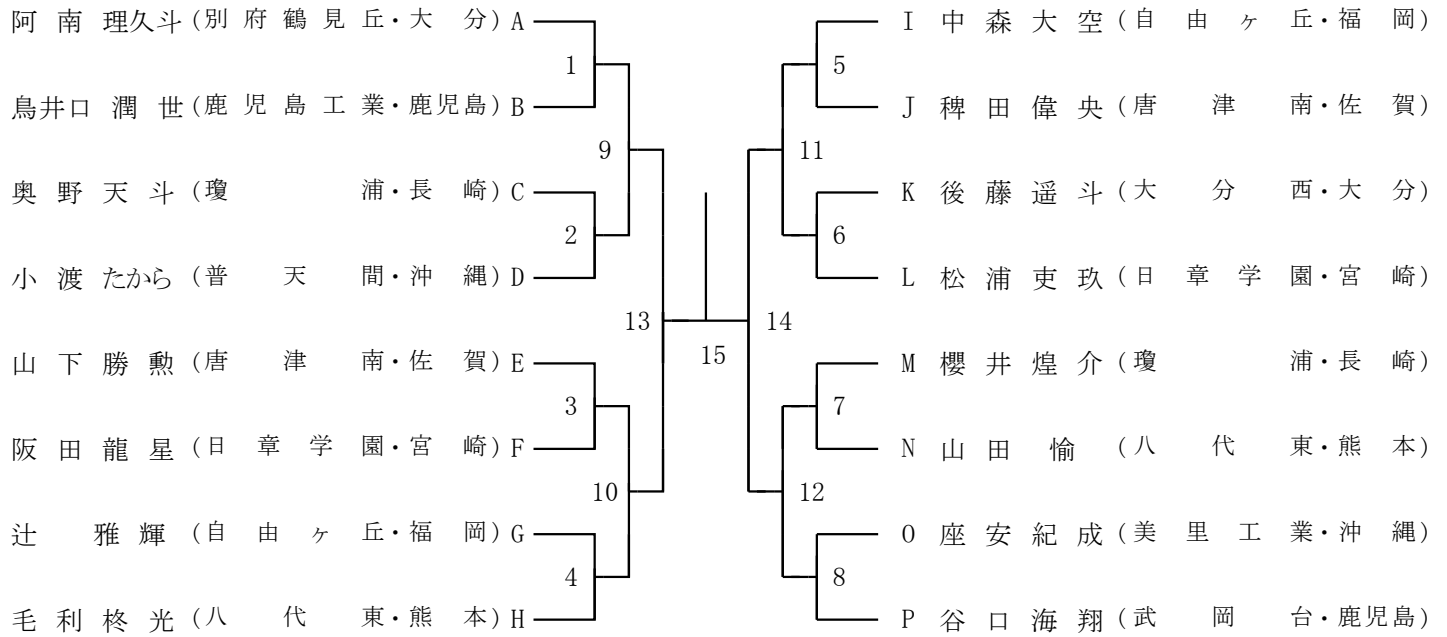 阿南 理久斗 (別府鶴見丘・大分) A
1
鳥井口 潤世 (鹿児島工業・鹿児島) B
9
奥野天斗 (瓊浦・長崎) C
2
小渡たから (普天間・沖縄) D
13
山下勝勲 (唐津南・佐賀) E
3
阪田龍星 (日章学園・宮崎) F
10
辻 雅輝 (自由ヶ丘・福岡) G
4
毛利柊光 (八代東・熊本) H
15
I 中森大空 (自由ヶ丘・福岡)
5
J 稗田偉央 (唐津南・佐賀)
11
K 後藤遥斗 (大分西・大分)
6
L 松浦吏玖 (日章学園・宮崎)
14
M 櫻井煌介 (瓊浦・長崎)
7
N 山田愉 (八代東・熊本)
12
O 座安紀成 (美里工業・沖縄)
8
P 谷口海翔 (武岡台・鹿児島)